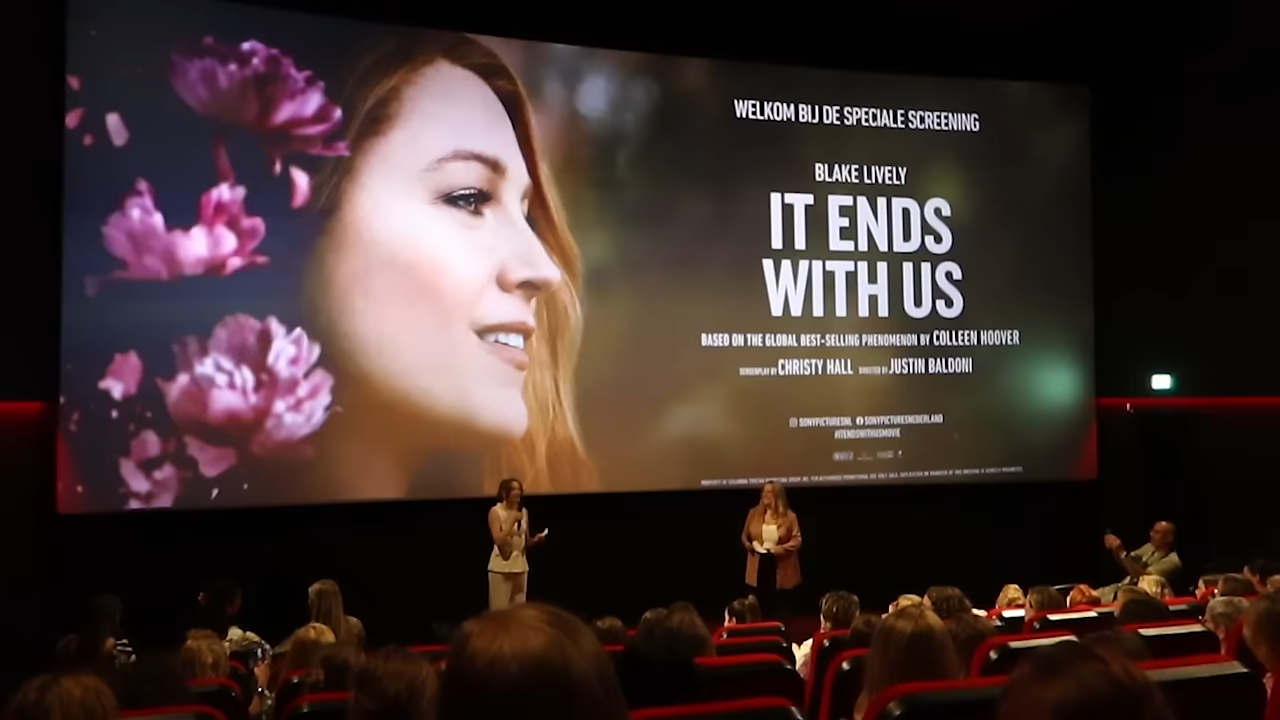 WELKOM BIJ DE SPECIALE SCREENING
BLAKE LIVELY
IT ENDS
WITH US
BASED ON THE GLOBAL BEST-SELLING PHENOMENON BY COLLEEN HOOVER
SCREENPLAY BY CHRISTY HALL DIRECTED BY JUSTIN BALDONI
SONYPICTURESNL SONYPICTURESNEDERLAND
#ITENDSWITHUSMOVIE